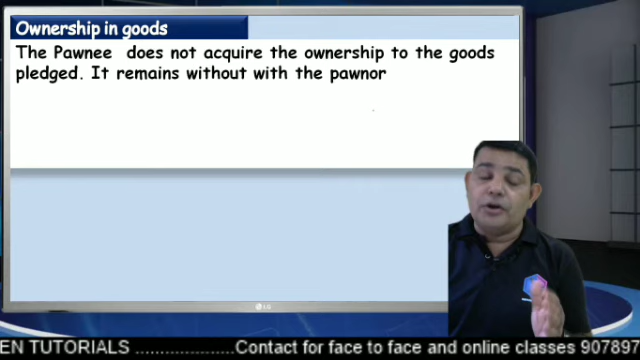 Ownership in goods
The Pawnee does not acquire the ownership to the goods
pledged. It remains without with the pawnor
LG
EN TUTORIALS ..................Contact for face to face and online classes 907897